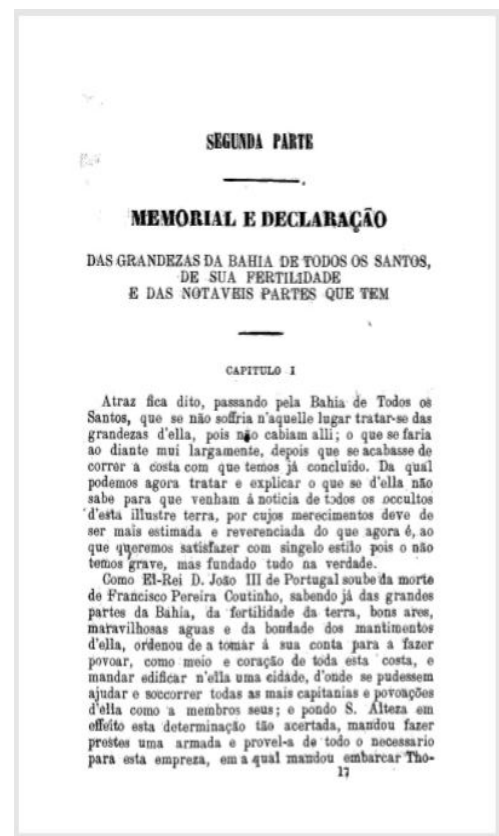 SEGUNDA PARTE
MEMORIAL E DECLARAÇÃO
DAS GRANDEZAS DA BAHIA DE TODOS OS SANTOS,
DE SUA FERTILIDADE
E DAS NOTAVEIS PARTES QUE TEM
CAPITULO I
Atraz fica dito, passando pela Bahia de Todos os
Santos, que se não soffria n'aquelle lugar tratar-se das
grandezas d'ella, pois não cabiam alli; o que se faria
ao diante mui largamente, depois que se acabasse de
correr a costa com que temos já concluido. Da qual
podemos agora tratar e explicar o que se d'ella não
sabe para que venham á noticia de todos os occultos
d'esta illustre terra, por cujos merecimentos deve de
ser mais estimada e reverenciada do que agora é, ao
que queremos satisfazer com singelo estilo pois o não
temos grave, mas fundado tudo na verdade.
Como El-Rei D. João III de Portugal soube da morte
de Francisco Pereira Coutinho, sabendo já das grandes
partes da Bahia, da fertilidade da terra, bons ares,
maravilhosas aguas e da bondade dos mantimentos
d'ella, ordenou de a tomar á sua conta para a fazer
povoar, como meio e coração de toda esta costa, e
mandar edificar n'ella uma cidade, d'onde se pudessem
ajudar e soccorrer todas as mais capitanias e povoações
d'ella como a membros seus; e pondo S. Alteza em
effeito esta determinação tão acertada, mandou fazer
prestes uma armada e provel-a de todo o necessario
para esta empreza, em a qual mandou embarcar Tho-
17